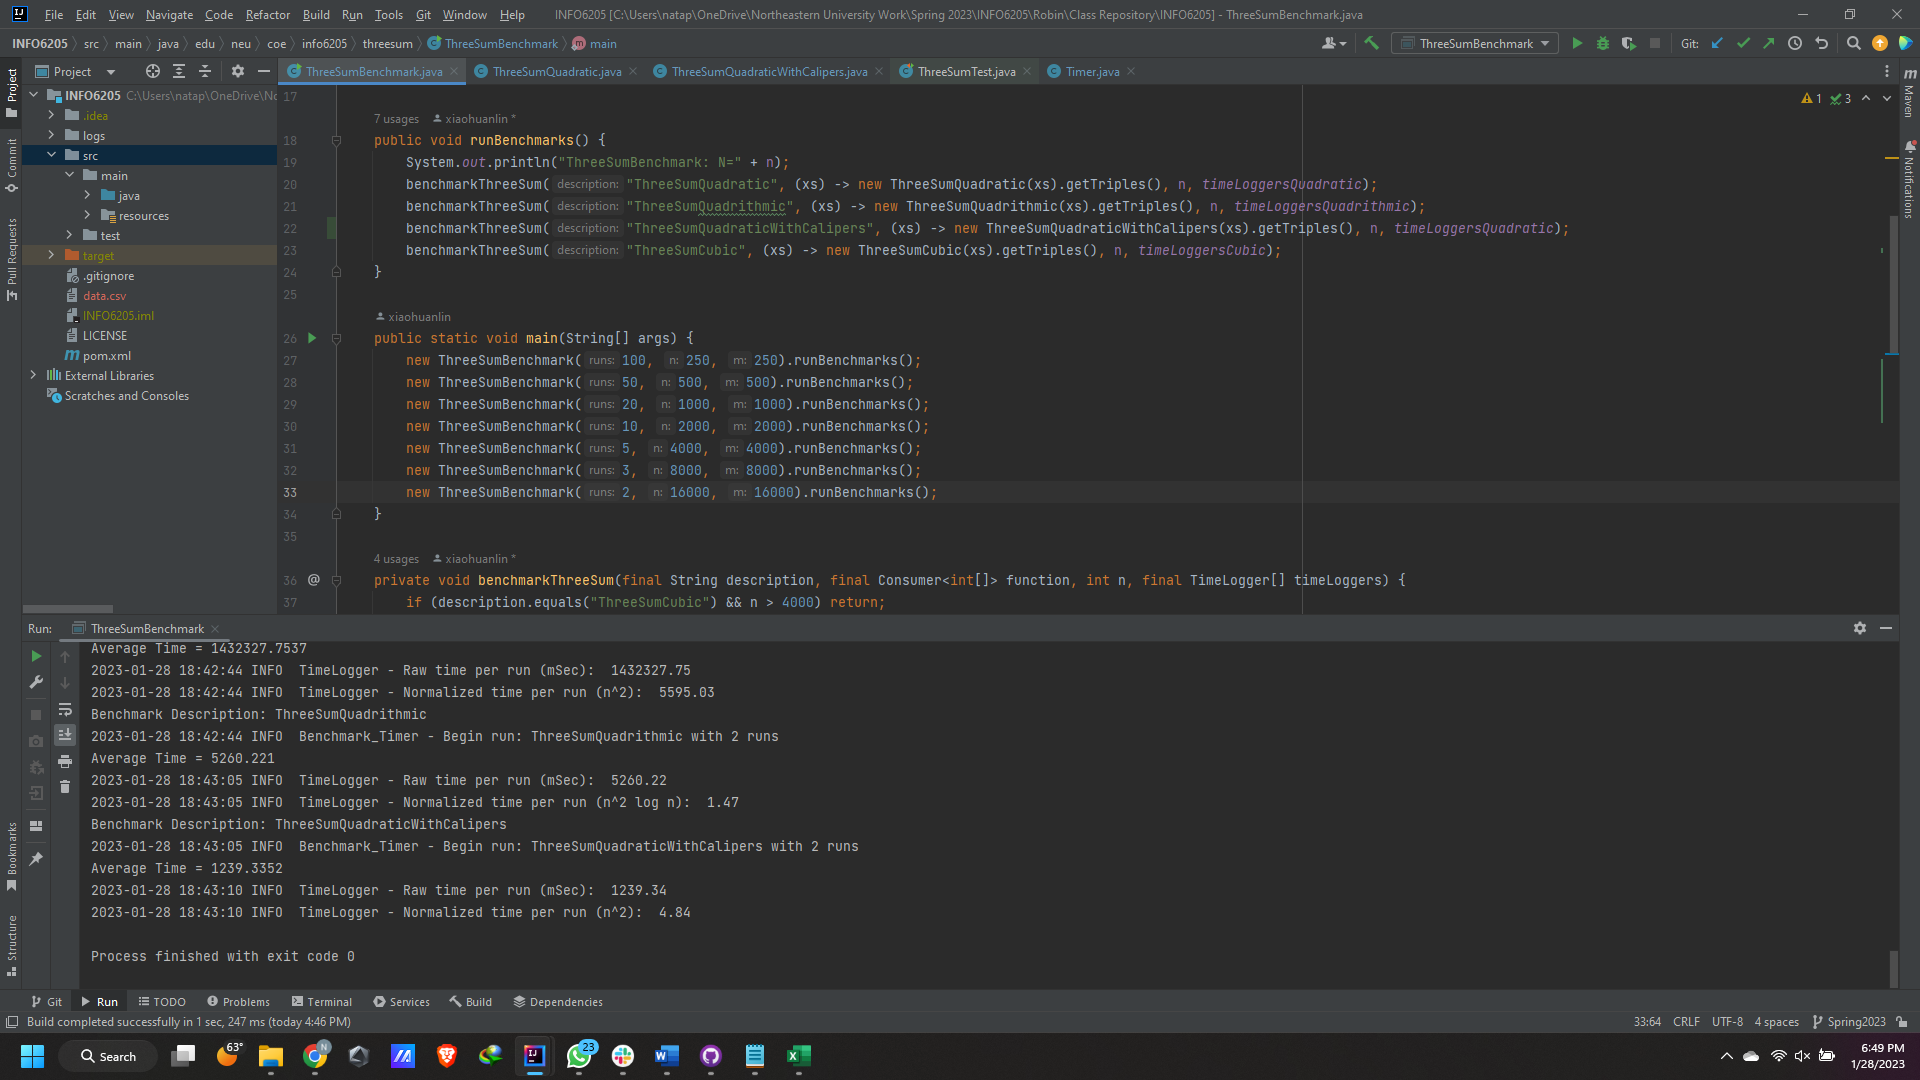 File Edit View Navigate Code Refactor Build Run Tools Git Window Help INFO6205 [C:\Users\natap\OneDrive\Northeastern University Work\Spring 2023\INFO6205\Robin\Class Repository\INFO6205] - ThreeSumBenchmark.java
INFO6205 src main java edu neu coe info6205 threesum ThreeSumBenchmark main ThreeSumBenchmark Git:
Project ThreeSumBenchmark.java ThreeSumQuadratic.java ThreeSumQuadraticWithCalipers.java ThreeSumTest.java Timer.java
Project
Commit
Pull Requests
Bookmarks
Structure
Maven
Notifications
INFO6205 C:\Users\natap\OneDrive\No
.idea
logs
src
main
java
resources
test
target
.gitignore
data.csv
INFO6205.iml
LICENSE
pom.xml
External Libraries
Scratches and Consoles
1 3
17
7 usages xiaohuanlin *
18 public void runBenchmarks() {
19 System.out.println("ThreeSumBenchmark: N=" + n);
20 benchmarkThreeSum( description: "ThreeSumQuadratic", (xs) -> new ThreeSumQuadratic(xs).getTriples(), n, timeLoggersQuadratic);
21 benchmarkThreeSum( description: "ThreeSumQuadrithmic", (xs) -> new ThreeSumQuadrithmic(xs).getTriples(), n, timeLoggersQuadrithmic);
22 benchmarkThreeSum( description: "ThreeSumQuadraticWithCalipers", (xs) -> new ThreeSumQuadraticWithCalipers(xs).getTriples(), n, timeLoggersQuadratic);
23 benchmarkThreeSum( description: "ThreeSumCubic", (xs) -> new ThreeSumCubic(xs).getTriples(), n, timeLoggersCubic);
24 }
25
xiaohuanlin
26 public static void main(String[] args) {
27 new ThreeSumBenchmark( runs: 100, n: 250, m: 250).runBenchmarks();
28 new ThreeSumBenchmark( runs: 50, n: 500, m: 500).runBenchmarks();
29 new ThreeSumBenchmark( runs: 20, n: 1000, m: 1000).runBenchmarks();
30 new ThreeSumBenchmark( runs: 10, n: 2000, m: 2000).runBenchmarks();
31 new ThreeSumBenchmark( runs: 5, n: 4000, m: 4000).runBenchmarks();
32 new ThreeSumBenchmark( runs: 3, n: 8000, m: 8000).runBenchmarks();
33 new ThreeSumBenchmark( runs: 2, n: 16000, m: 16000).runBenchmarks();
34 }
35
4 usages xiaohuanlin *
36 @ private void benchmarkThreeSum(final String description, final Consumer<int[]> function, int n, final TimeLogger[] timeLoggers) {
37 if (description.equals("ThreeSumCubic") && n > 4000) return;
Run: ThreeSumBenchmark
Average Time = 1432327.7537
2023-01-28 18:42:44 INFO TimeLogger - Raw time per run (mSec): 1432327.75
2023-01-28 18:42:44 INFO TimeLogger - Normalized time per run (n^2): 5595.03
Benchmark Description: ThreeSumQuadrithmic
2023-01-28 18:42:44 INFO Benchmark_Timer - Begin run: ThreeSumQuadrithmic with 2 runs
Average Time = 5260.221
2023-01-28 18:43:05 INFO TimeLogger - Raw time per run (mSec): 5260.22
2023-01-28 18:43:05 INFO TimeLogger - Normalized time per run (n^2 log n): 1.47
Benchmark Description: ThreeSumQuadraticWithCalipers
2023-01-28 18:43:05 INFO Benchmark_Timer - Begin run: ThreeSumQuadraticWithCalipers with 2 runs
Average Time = 1239.3352
2023-01-28 18:43:10 INFO TimeLogger - Raw time per run (mSec): 1239.34
2023-01-28 18:43:10 INFO TimeLogger - Normalized time per run (n^2): 4.84
Process finished with exit code 0
Git Run TODO Problems Terminal Services Build Dependencies
Build completed successfully in 1 sec, 247 ms (today 4:46 PM) 33:64 CRLF UTF-8 4 spaces Spring2023
Search 63° N 23 6:49 PM
1/28/2023